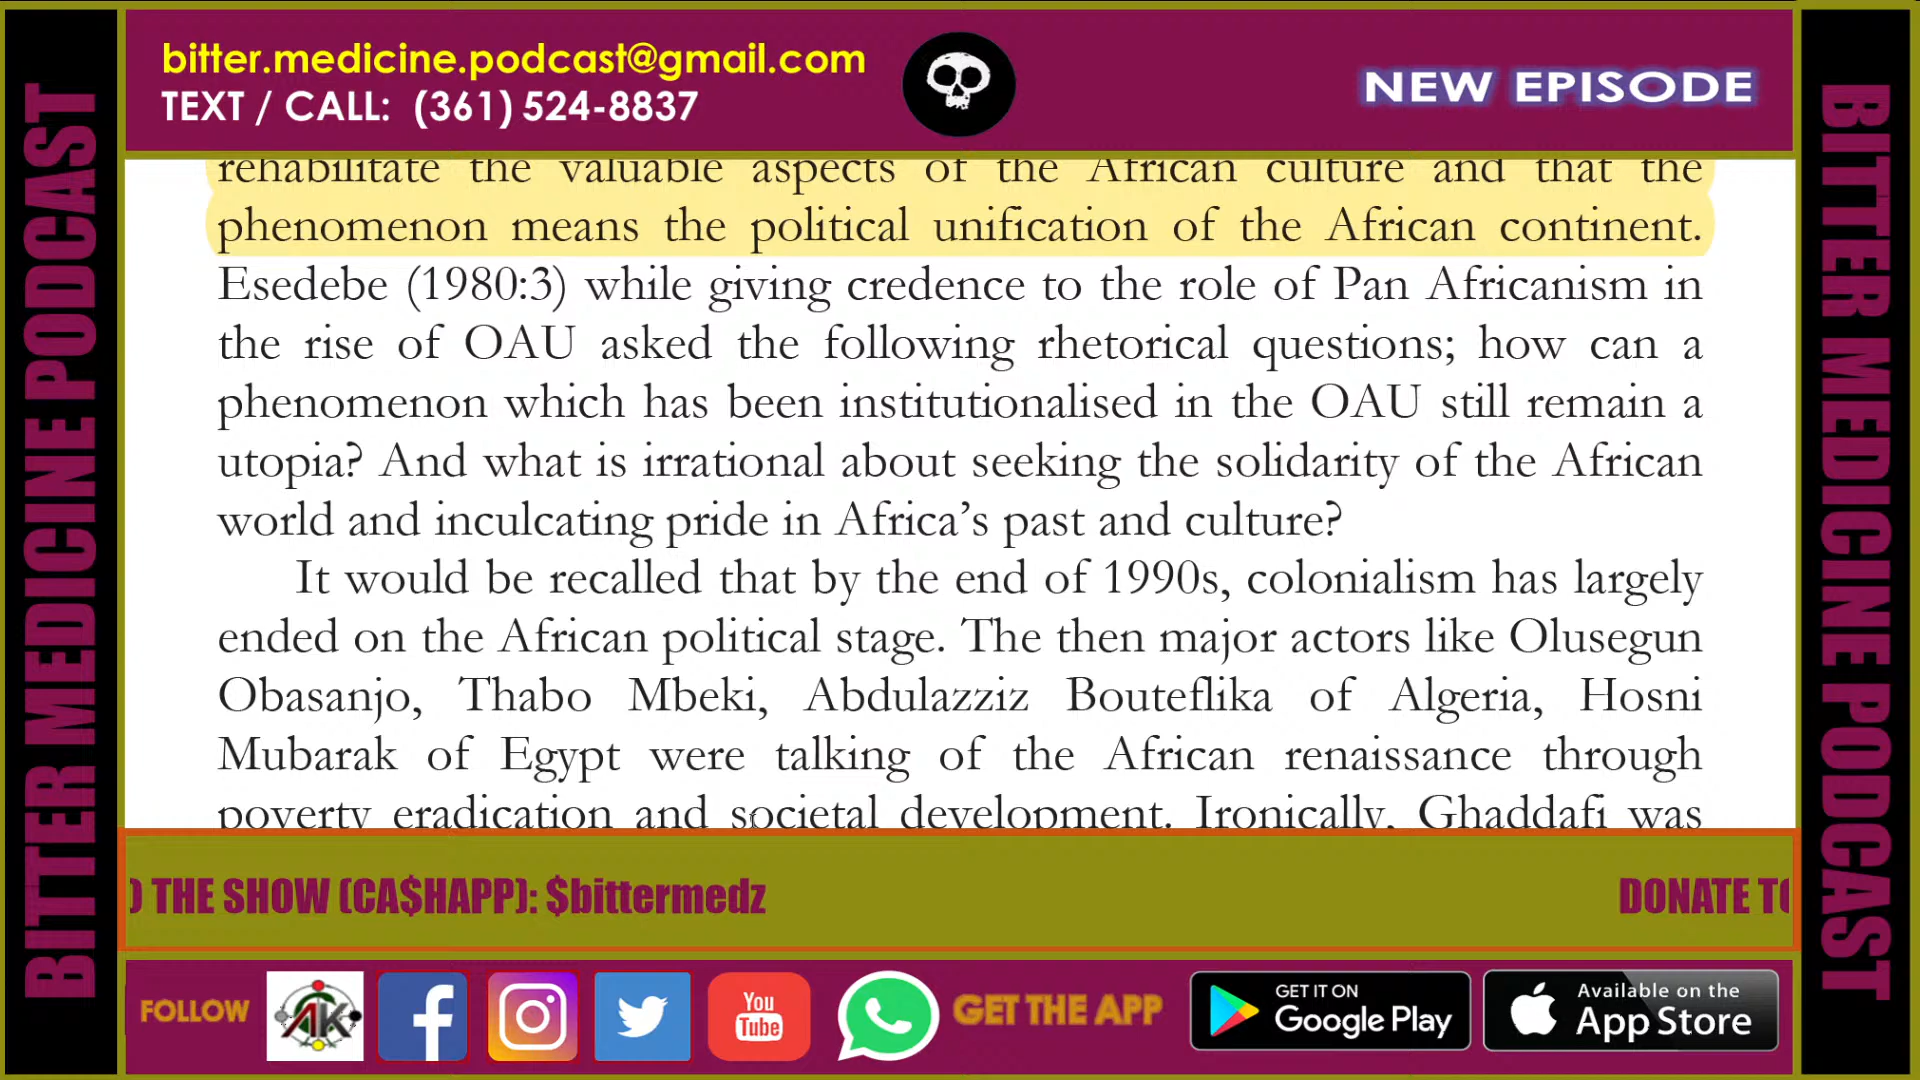 bitter.medicine.podcast@gmail.com
TEXT / CALL: (361) 524-8837
NEW EPISODE
BITTER MEDICINE PODCAST
rehabilitate the valuable aspects of the African culture and that the
phenomenon means the political unification of the African continent.
Esedebe (1980:3) while giving credence to the role of Pan Africanism in
the rise of OAU asked the following rhetorical questions; how can a
phenomenon which has been institutionalised in the OAU still remain a
utopia? And what is irrational about seeking the solidarity of the African
world and inculcating pride in Africa’s past and culture?
It would be recalled that by the end of 1990s, colonialism has largely
ended on the African political stage. The then major actors like Olusegun
Obasanjo, Thabo Mbeki, Abdulazziz Bouteflika of Algeria, Hosni
Mubarak of Egypt were talking of the African renaissance through
poverty eradication and societal development. Ironically, Ghaddafi was
BITTER MEDICINE PODCAST
) THE SHOW (CA$HAPP): $bittermedz
DONATE TO
FOLLOW
AK
You
Tube
GET THE APP
GET IT ON
Google Play
Available on the
App Store